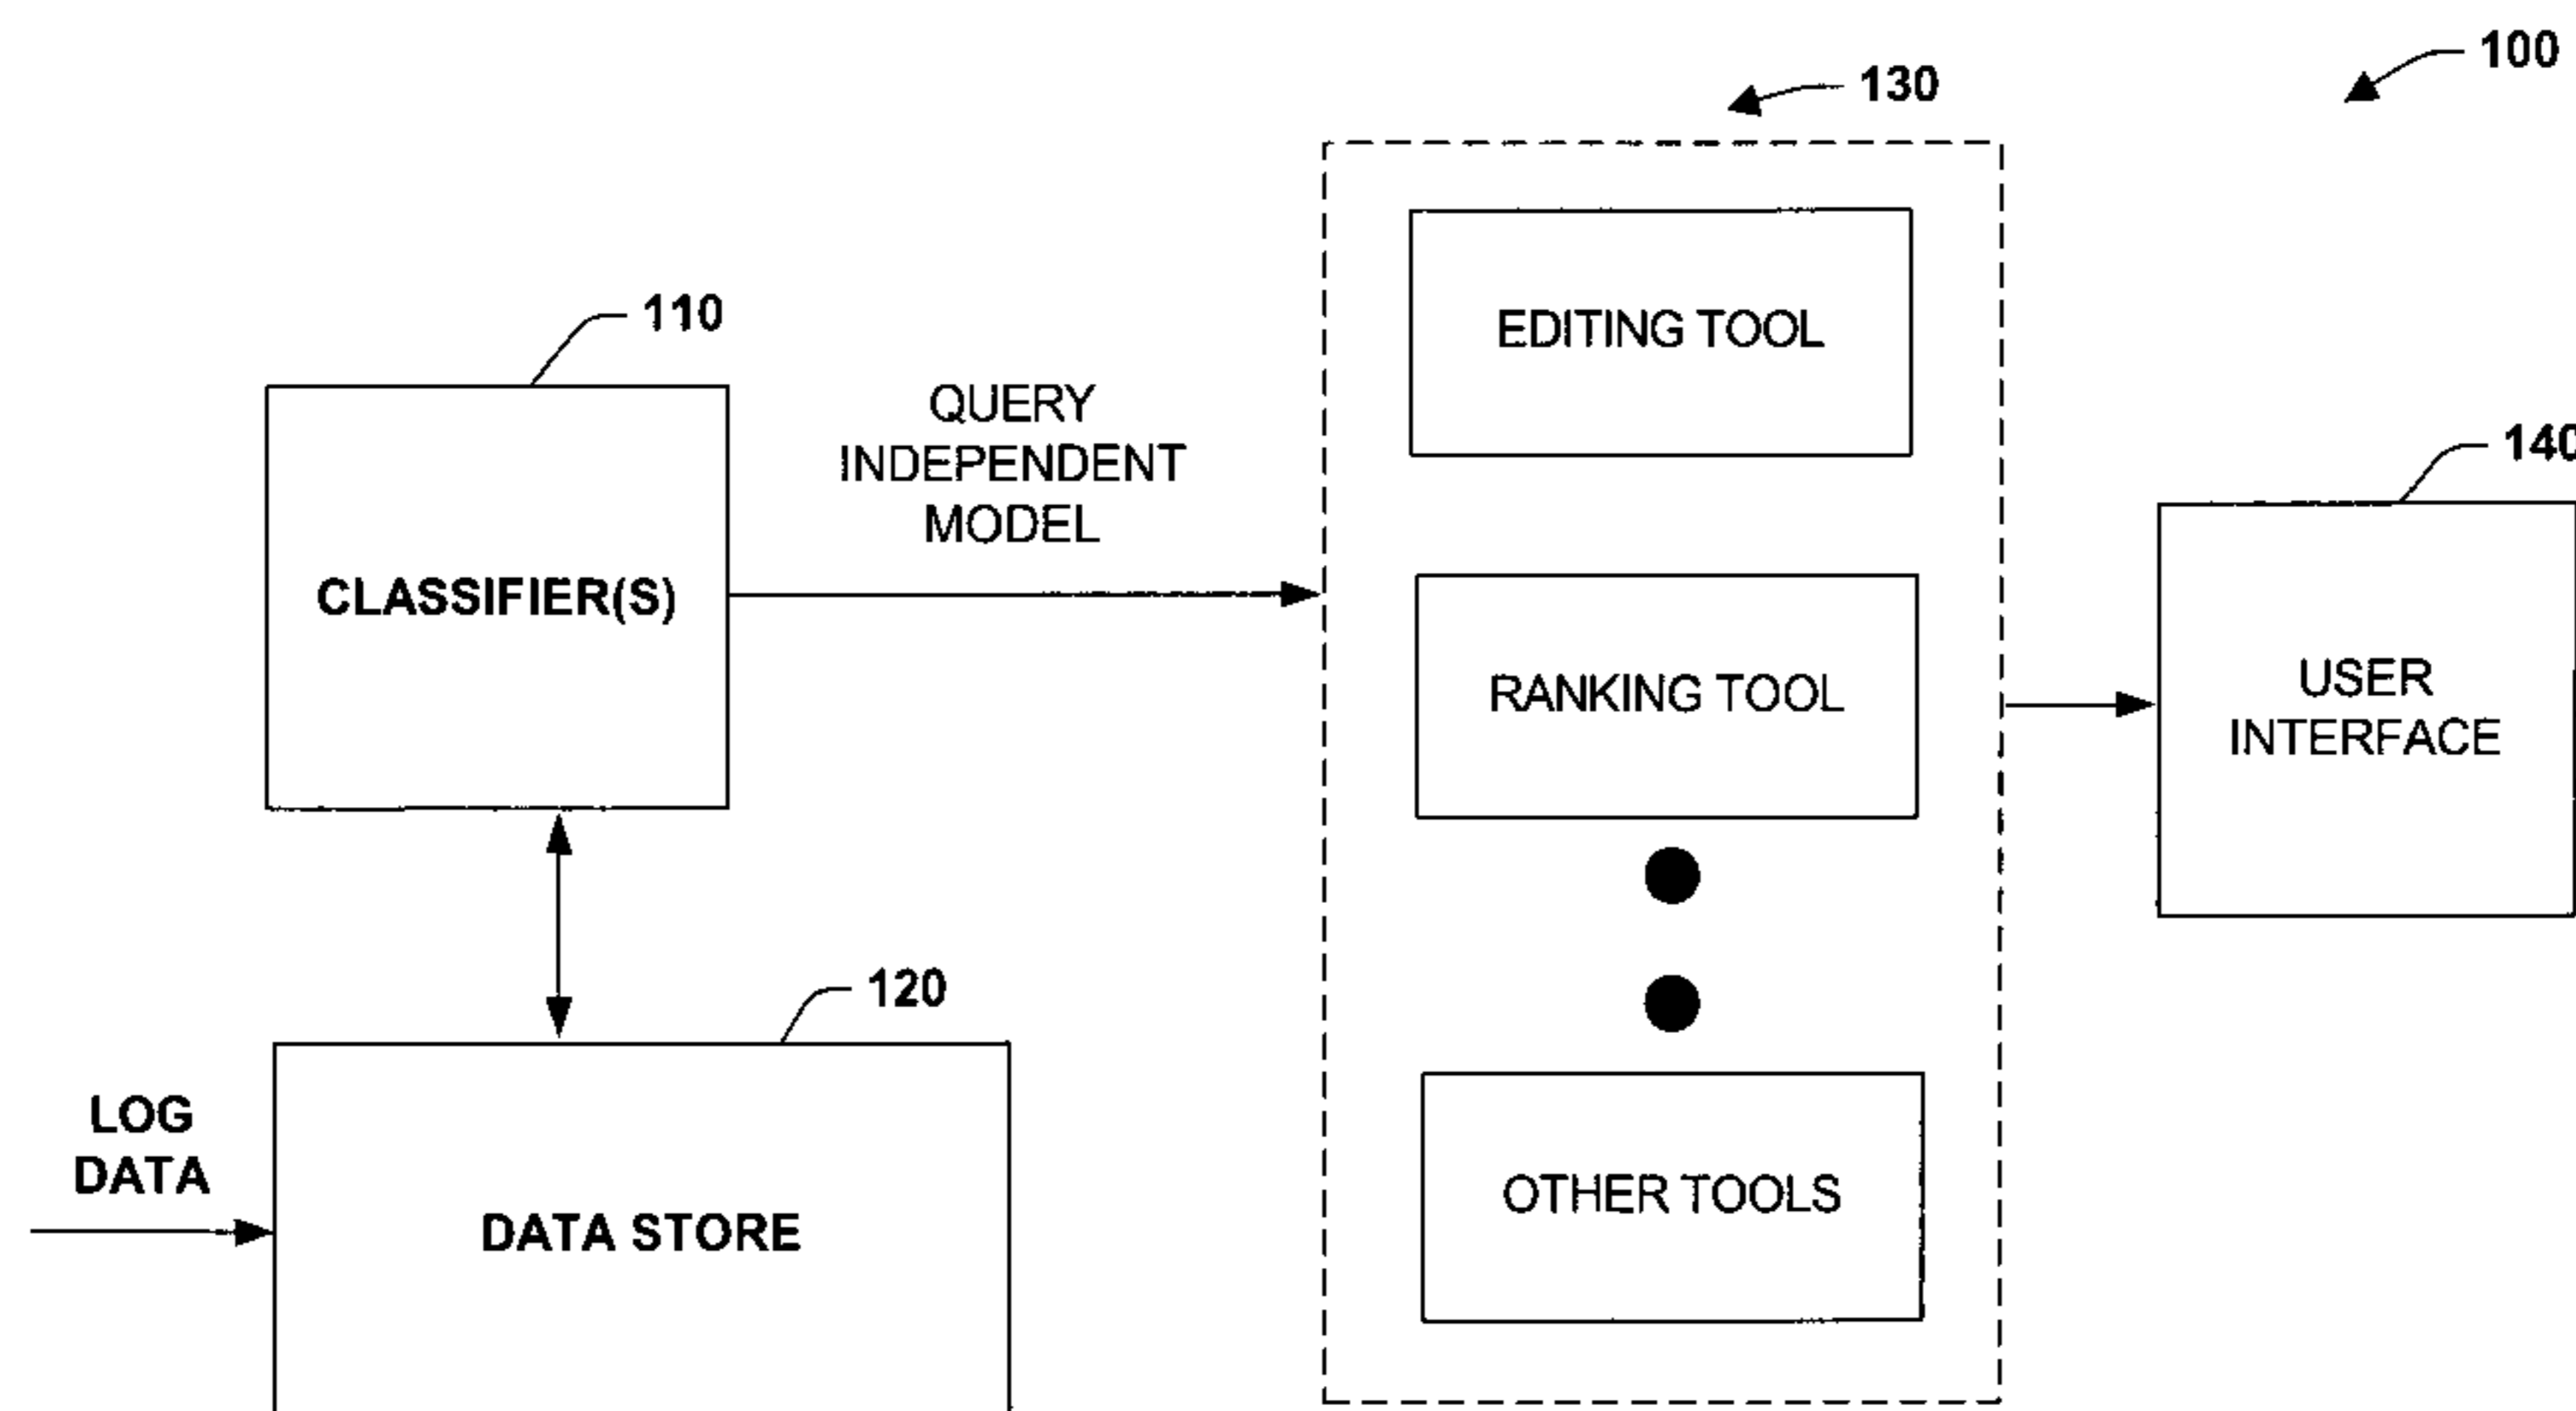 100
130
EDITING TOOL
110
QUERY
INDEPENDENT
MODEL
140
CLASSIFIER(S)
RANKING TOOL
USER
INTERFACE
120
LOG
DATA
DATA STORE
OTHER TOOLS